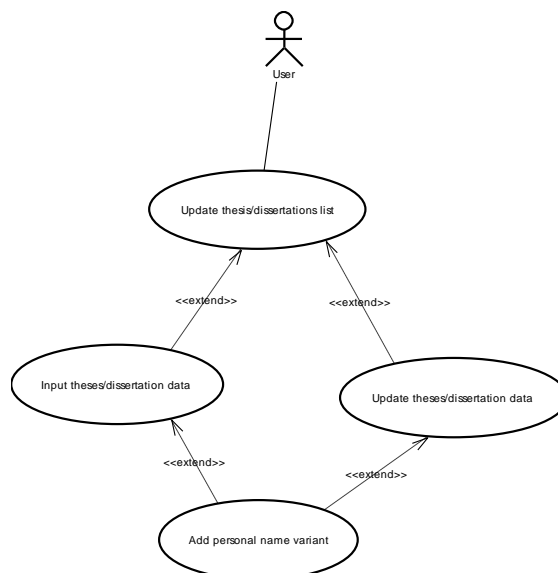 User
Update thesis/dissertations list
<<extend>>
<<extend>>
Input theses/dissertation data
Update theses/dissertation data
<<extend>>
<<extend>>
Add personal name variant